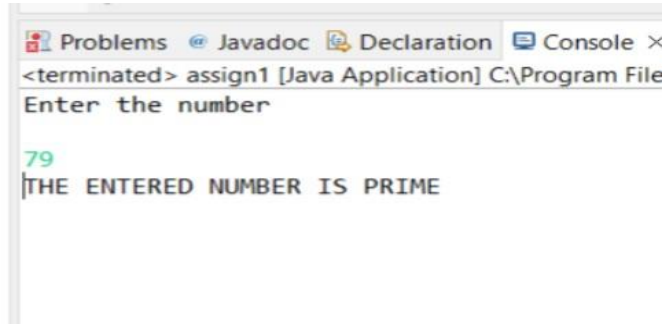 Problems @ Javadoc Declaration Console ×
<terminated> assign1 [Java Application] C:\Program File
Enter the number
79
THE ENTERED NUMBER IS PRIME